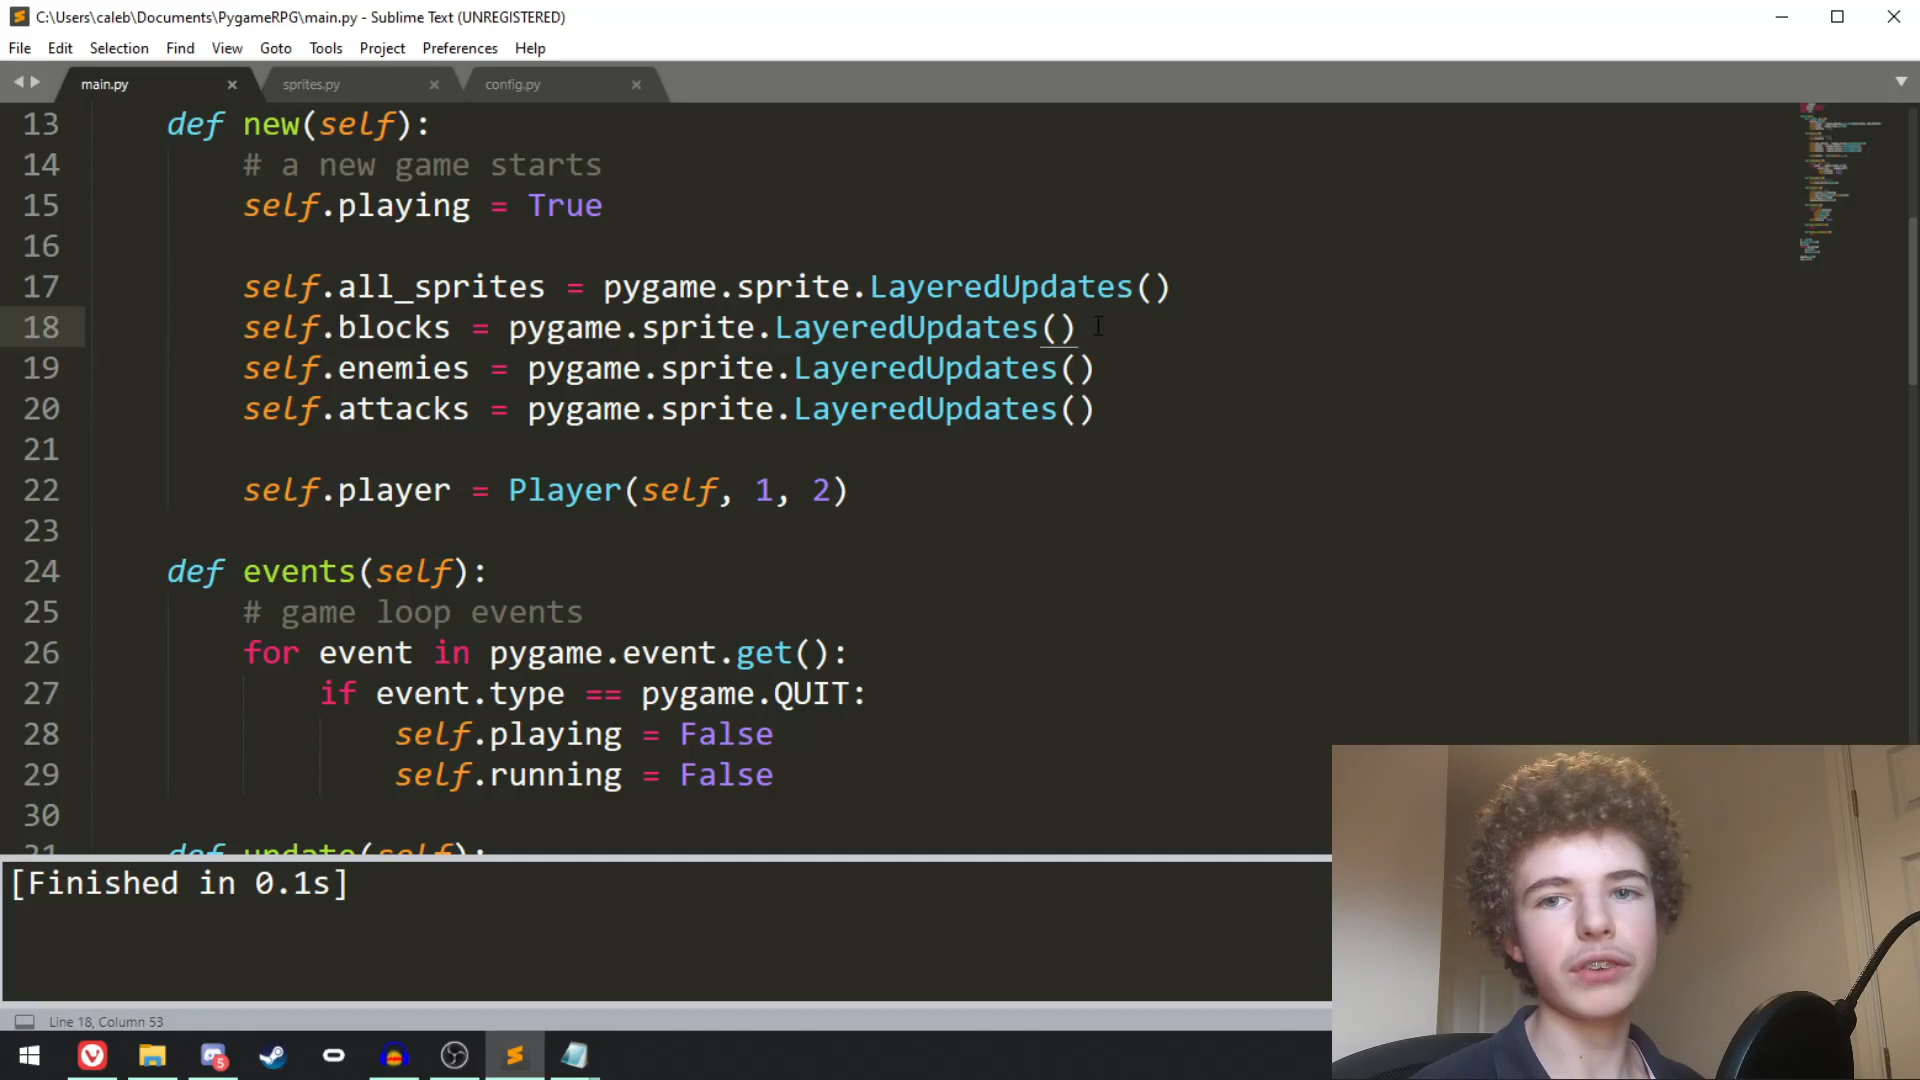 C:\Users\caleb\Documents\PygameRPG\main.py - Sublime Text (UNREGISTERED)
File Edit Selection Find View Goto Tools Project Preferences Help
main.py sprites.py config.py
13 def new(self):
14 # a new game starts
15 self.playing = True
16
17 self.all_sprites = pygame.sprite.LayeredUpdates()
18 self.blocks = pygame.sprite.LayeredUpdates()
19 self.enemies = pygame.sprite.LayeredUpdates()
20 self.attacks = pygame.sprite.LayeredUpdates()
21
22 self.player = Player(self, 1, 2)
23
24 def events(self):
25 # game loop events
26 for event in pygame.event.get():
27 if event.type == pygame.QUIT:
28 self.playing = False
29 self.running = False
30
31 def update(self):
[Finished in 0.1s]
Line 18, Column 53
5